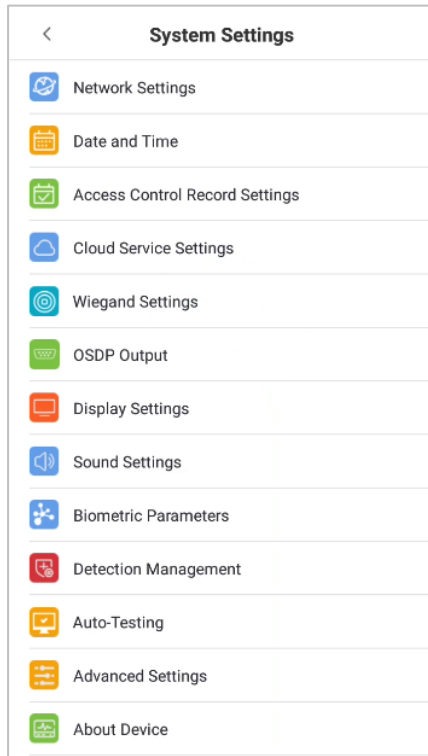 System Settings
Network Settings
Date and Time
Access Control Record Settings
Cloud Service Settings
Wiegand Settings
OSDP Output
Display Settings
Sound Settings
Biometric Parameters
Detection Management
Auto-Testing
Advanced Settings
About Device